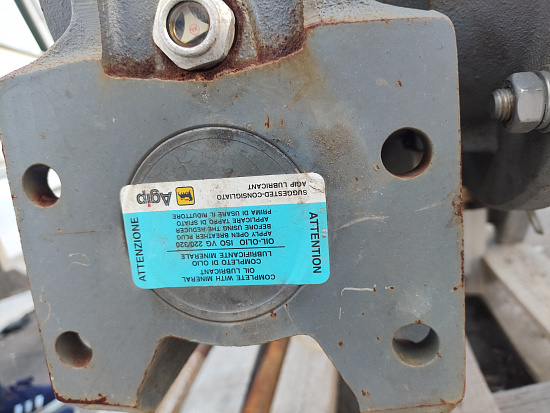 ATTENTION
COMPLETE WITH MINERAL
OIL LUBRICANT
COMPLETO DI OLIO
LUBRIFICANTE MINERALE
OIL-OLIO ISO VG 220/320
APPLY OPEN BREATHER PLUG
BEFORE USING THE REDUCER
APPLICARE TAPPO DI SFIATO
PRIMA DI USARE IL RIDUTTORE
ATTENZIONE
SUGGESTED-CONSIGLIATO
AGIP LUBRICANT
Agip